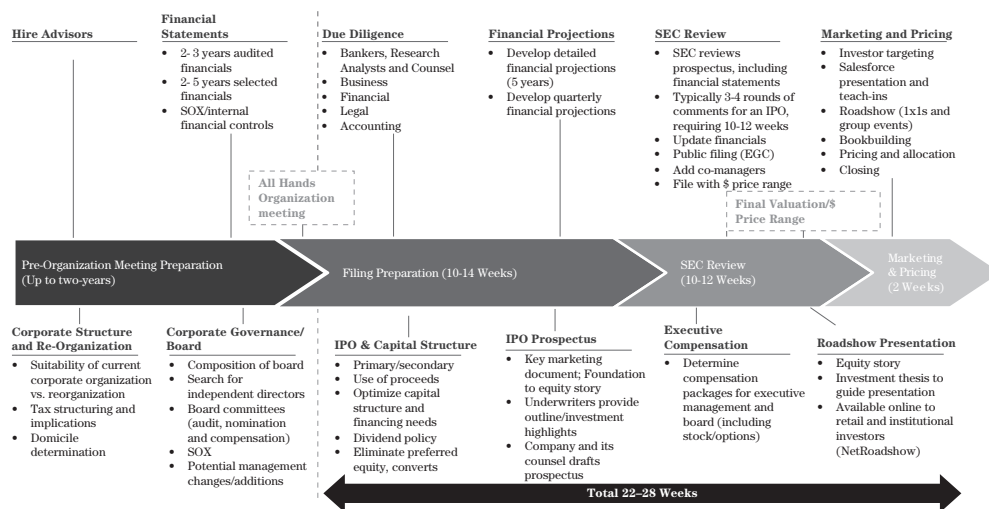 Hire Advisors
Financial
Statements
• 2- 3 years audited
financials
• 2- 5 years selected
financials
• SOX/internal
financial controls
Due Diligence
• Bankers, Research
Analysts and Counsel
• Business
• Financial
• Legal
• Accounting
Financial Projections
• Develop detailed
financial projections
(5 years)
• Develop quarterly
financial projections
SEC Review
• SEC reviews
prospectus, including
financial statements
• Typically 3-4 rounds of
comments for an IPO,
requiring 10-12 weeks
• Update financials
• Public filing (EGC)
• Add co-managers
• File with $ price range
Marketing and Pricing
• Investor targeting
• Salesforce
presentation and
teach-ins
• Roadshow (1x1s and
group events)
• Bookbuilding
• Pricing and allocation
• Closing
All Hands
Organization
meeting
Final Valuation/$
Price Range
Pre-Organization Meeting Preparation
(Up to two-years)
Filing Preparation (10-14 Weeks)
SEC Review
(10-12 Weeks)
Marketing
& Pricing
(2 Weeks)
Corporate Structure
and Re-Organization
• Suitability of current
corporate organization
vs. reorganization
• Tax structuring and
implications
• Domicile
determination
Corporate Governance/
Board
• Composition of board
• Search for
independent directors
• Board committees
(audit, nomination
and compensation)
• SOX
• Potential management
changes/additions
IPO & Capital Structure
• Primary/secondary
• Use of proceeds
• Optimize capital
structure and
financing needs
• Dividend policy
• Eliminate preferred
equity, converts
IPO Prospectus
• Key marketing
document; Foundation
to equity story
• Underwriters provide
outline/investment
highlights
• Company and its
counsel drafts
prospectus
Executive
Compensation
• Determine
compensation
packages for executive
management and
board (including
stock/options)
Roadshow Presentation
• Equity story
• Investment thesis to
guide presentation
• Available online to
retail and institutional
investors
(NetRoadshow)
Total 22–28 Weeks